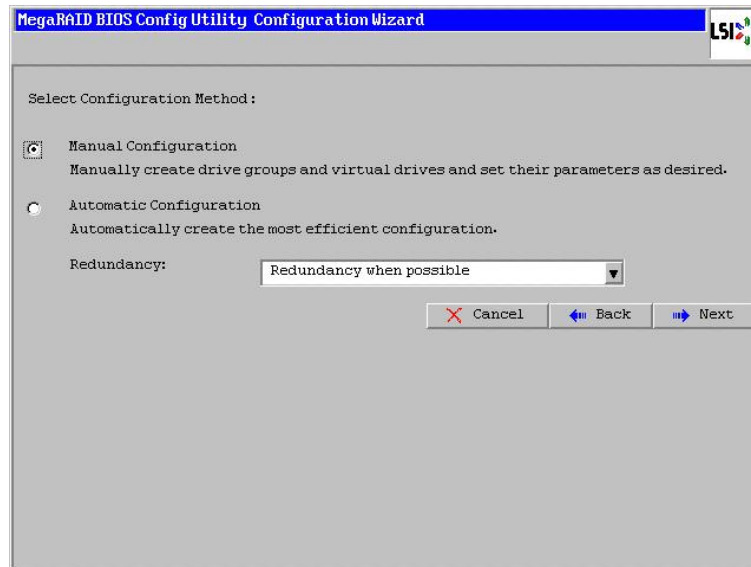 MegaRAID BIOS Config Utility Configuration Wizard
LSI
Select Configuration Method:
Manual Configuration
Manually create drive groups and virtual drives and set their parameters as desired.
Automatic Configuration
Automatically create the most efficient configuration.
Redundancy: Redundancy when possible
Cancel Back Next